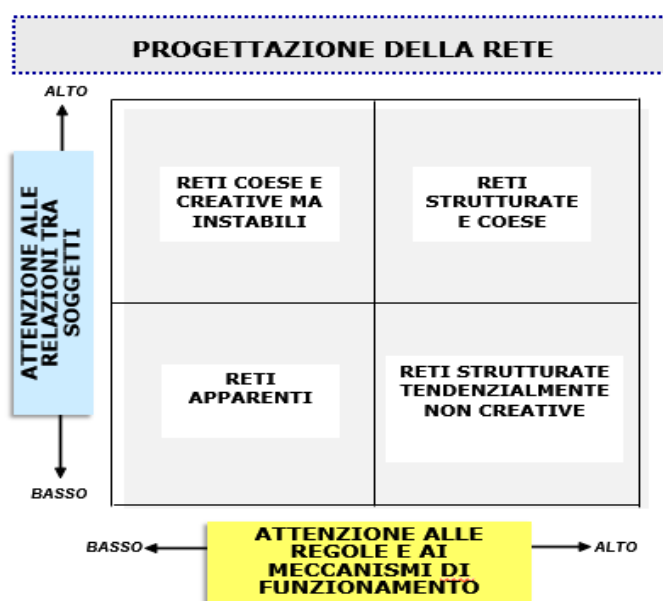 PROGETTAZIONE DELLA RETE
ALTO
ATTENZIONE ALLE
RELAZIONI TRA
SOGGETTI
BASSO
RETI COESE E
CREATIVE MA
INSTABILI
RETI
STRUTTURATE
E COESE
RETI
APPARENTI
RETI STRUTTURATE
TENDENZIALMENTE
NON CREATIVE
BASSO
ATTENZIONE ALLE
REGOLE E AI
MECCANISMI DI
FUNZIONAMENTO
ALTO